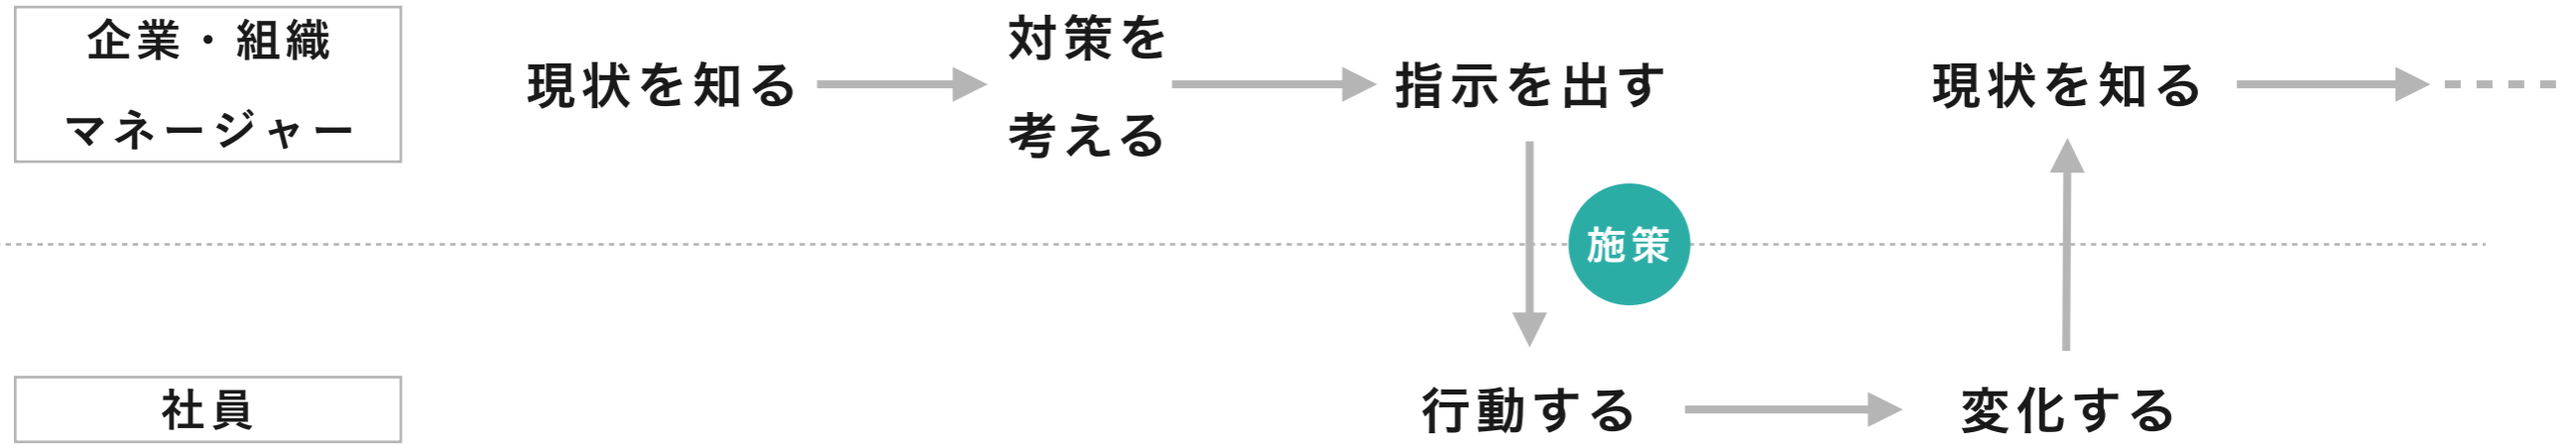 企業・組織
マネージャー
現状を知る
対策を
考える
指示を出す
現状を知る
施策
社員
行動する
変化する